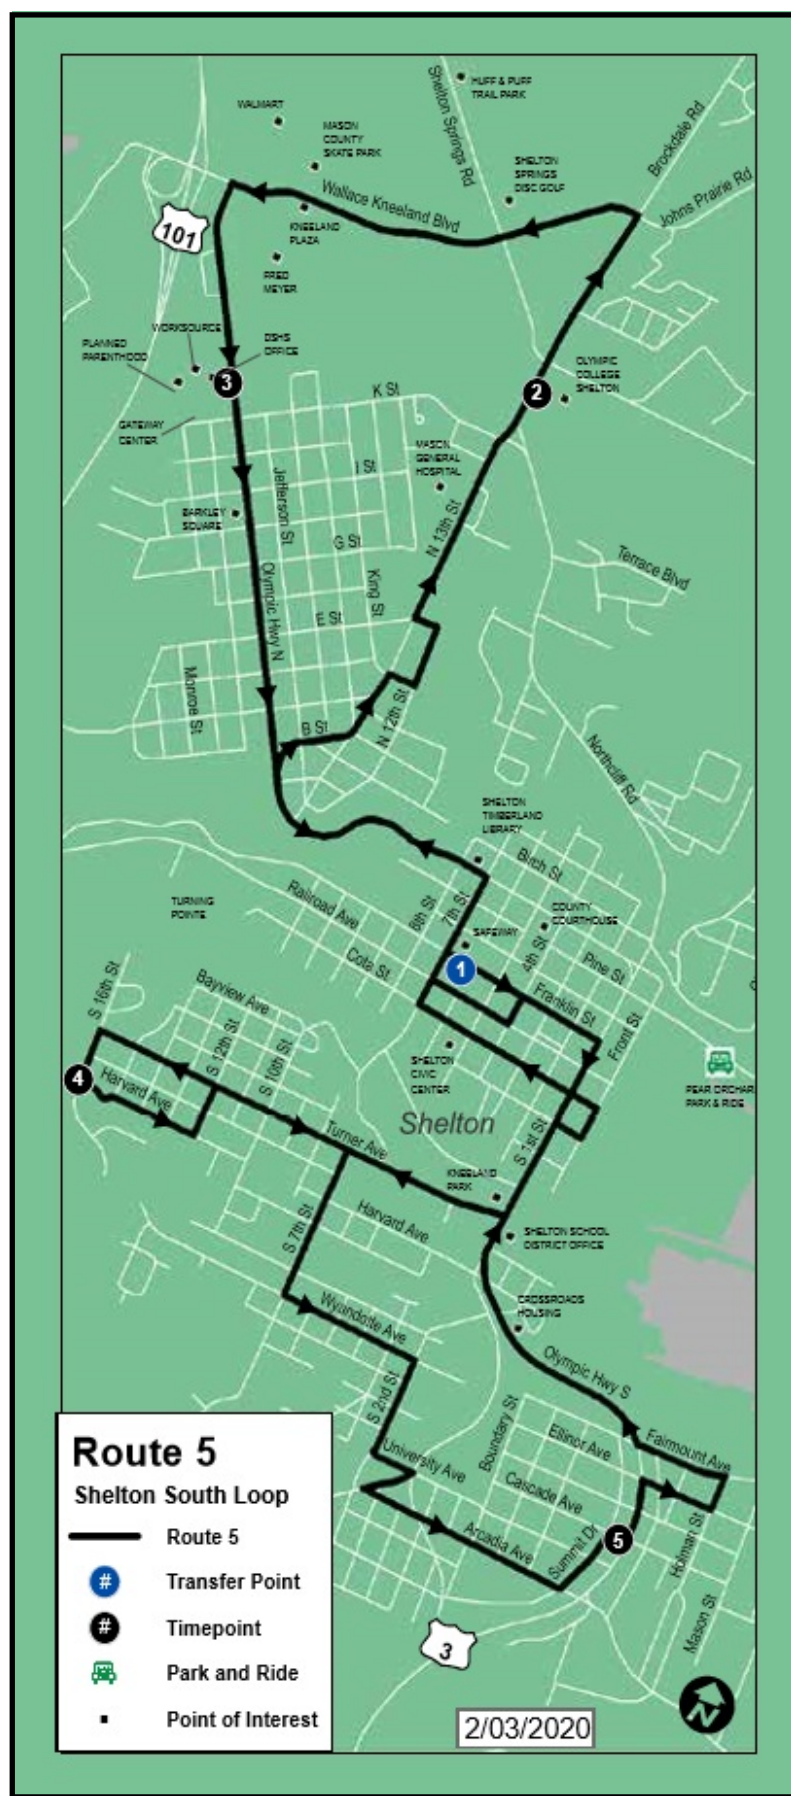 HUFF & PUFF
TRAIL PARK
Shelton Springs Rd
Brockdale Rd
WALMART
MASON
COUNTY
SKATE PARK
SHELTON
SPRINGS
DISC GOLF
Johns Prairie Rd
Wallace Kneeland Blvd
101
KNEELAND
PLAZA
FRED
MEYER
WORKSOURCE
DSHS
OFFICE
PLANNED
PARENTHOOD
3
2
OLYMPIC
COLLEGE
SHELTON
K St
GATEWAY
CENTER
MASON
GENERAL
HOSPITAL
I St
Jefferson St
BARKLEY
SQUARE
N 13th St
G St
Terrace Blvd
King St
Olympic Hwy N
E St
Monroe St
N 12th St
B St
Northcliff Rd
SHELTON
TIMBERLAND
LIBRARY
Birch St
TURNING
POINTE
Railroad Ave
8th St
7th St
COUNTY
COURTHOUSE
SAFEWAY
4th St
Cota St
1
Pine St
S 16th St
Bayview Ave
Franklin St
Front St
S 12th St
S 10th St
SHELTON
CIVIC
CENTER
PEAR ORCHAR
PARK & RIDE
4
Harvard Ave
Shelton
Turner Ave
S 1st St
KNEELAND
PARK
Harvard Ave
S 7th St
SHELTON SCHOOL
DISTRICT OFFICE
CROSSROADS
HOUSING
Wyandotte Ave
Olympic Hwy S
S 2nd St
Boundary St
Ellinor Ave
Fairmount Ave
University Ave
Cascade Ave
Arcadia Ave
Summit Dr
5
Holman St
Mason St
3
Route 5
Shelton South Loop
Route 5
# Transfer Point
# Timepoint
Park and Ride
Point of Interest
2/03/2020
N